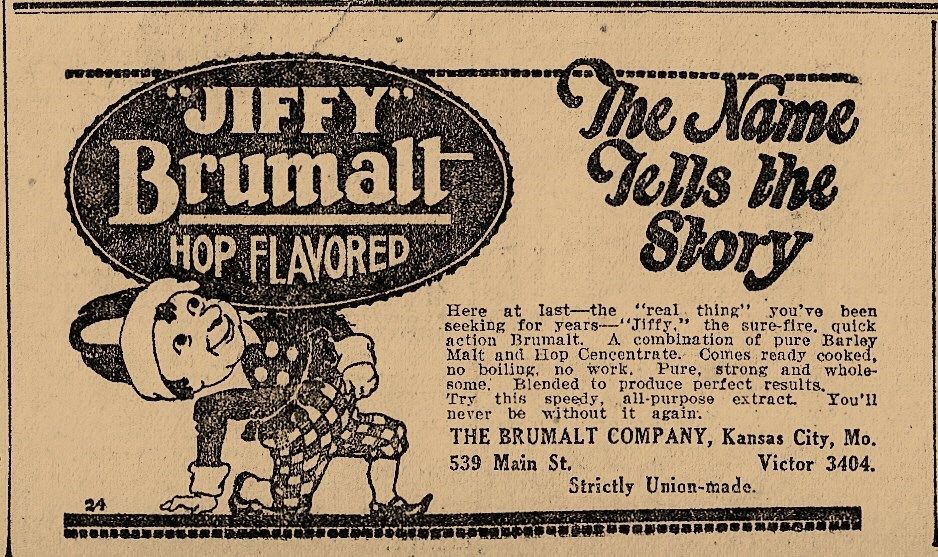 "JIFFY"
Brumalt
HOP FLAVORED
The Name
Tells the
Story
Here at last—the "real thing" you've been
seeking for years—"Jiffy," the sure-fire, quick
action Brumalt. A combination of pure Barley
Malt and Hop Cencentrate. Comes ready cooked,
no boiling, no work. Pure, strong and whole-
some. Blended to produce perfect results.
Try this speedy, all-purpose extract. You'll
never be without it again.
THE BRUMALT COMPANY, Kansas City, Mo.
539 Main St. Victor 3404.
Strictly Union-made.
24